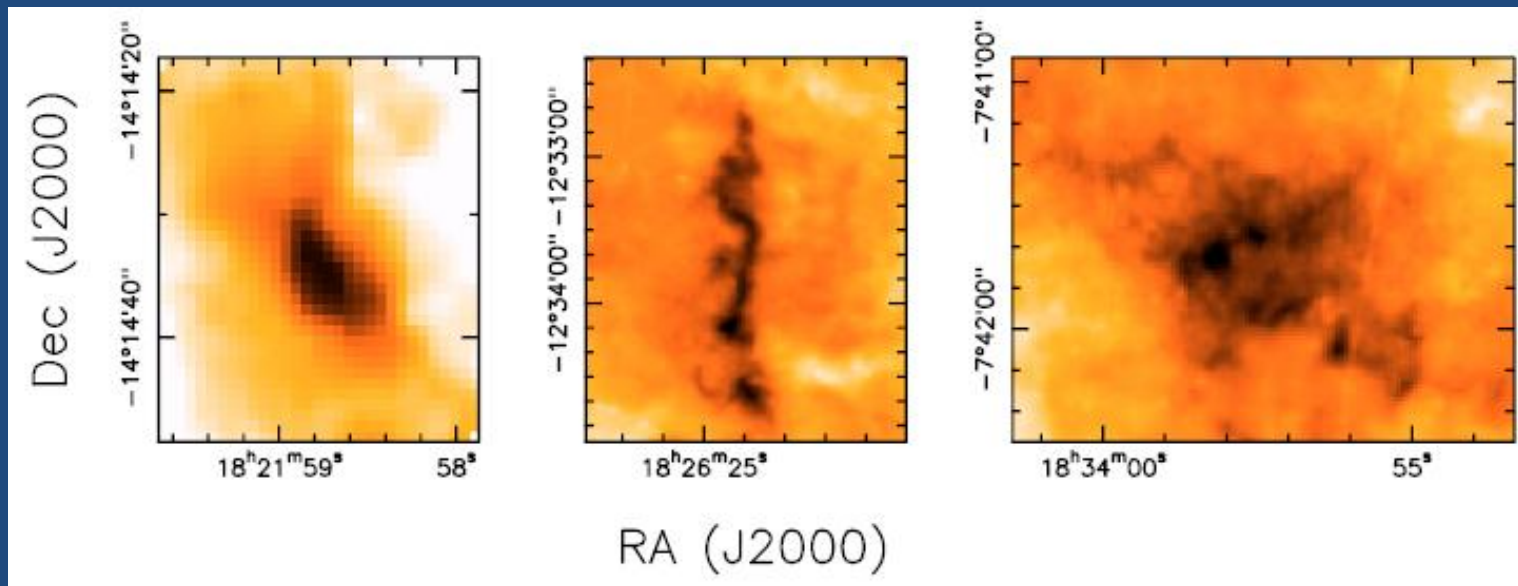 Dec (J2000)
−14°14'20"
−14°14'40"
18ʰ21ᵐ59ˢ
58ˢ
−12°33'00"
−12°34'00"
18ʰ26ᵐ25ˢ
−7°41'00"
−7°42'00"
18ʰ34ᵐ00ˢ
55ˢ
RA (J2000)